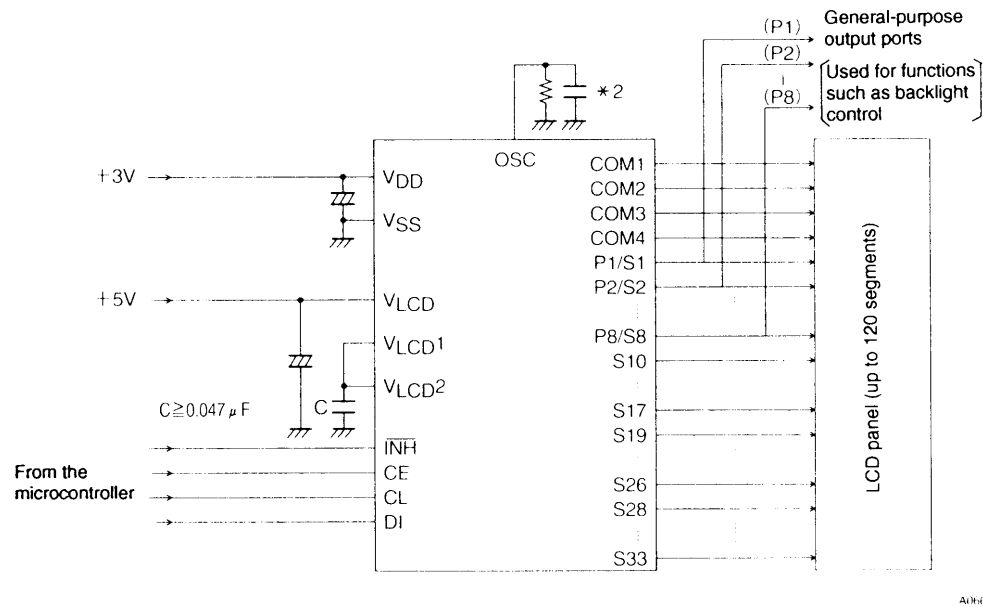 (P1)
General-purpose
output ports
(P2)
(P8)
Used for functions
such as backlight
control
*2
OSC
+3V
VDD
VSS
+5V
VLCD
VLCD1
VLCD2
C≧0.047μF
C
INH
From the
microcontroller
CE
CL
DI
COM1
COM2
COM3
COM4
P1/S1
P2/S2
P8/S8
S10
S17
S19
S26
S28
S33
LCD panel (up to 120 segments)